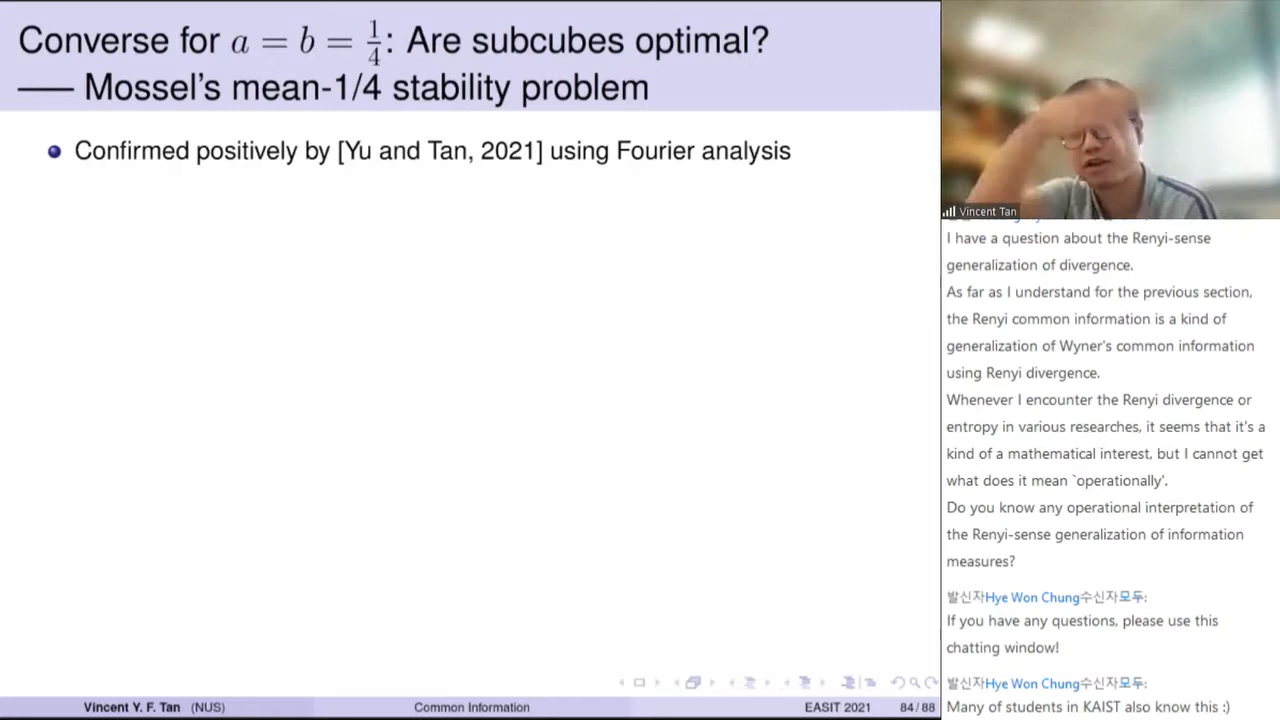 Converse for a = b = 1/4: Are subcubes optimal?
—— Mossel's mean-1/4 stability problem
Confirmed positively by [Yu and Tan, 2021] using Fourier analysis
Vincent Y. F. Tan (NUS)
Common Information
EASIT 2021
84 / 88
Vincent Tan
I have a question about the Renyi-sense
generalization of divergence.
As far as I understand for the previous section,
the Renyi common information is a kind of
generalization of Wyner's common information
using Renyi divergence.
Whenever I encounter the Renyi divergence or
entropy in various researches, it seems that it's a
kind of a mathematical interest, but I cannot get
what does it mean `operationally'.
Do you know any operational interpretation of
the Renyi-sense generalization of information
measures?
발신자Hye Won Chung수신자모두:
If you have any questions, please use this
chatting window!
발신자Hye Won Chung수신자모두:
Many of students in KAIST also know this :)